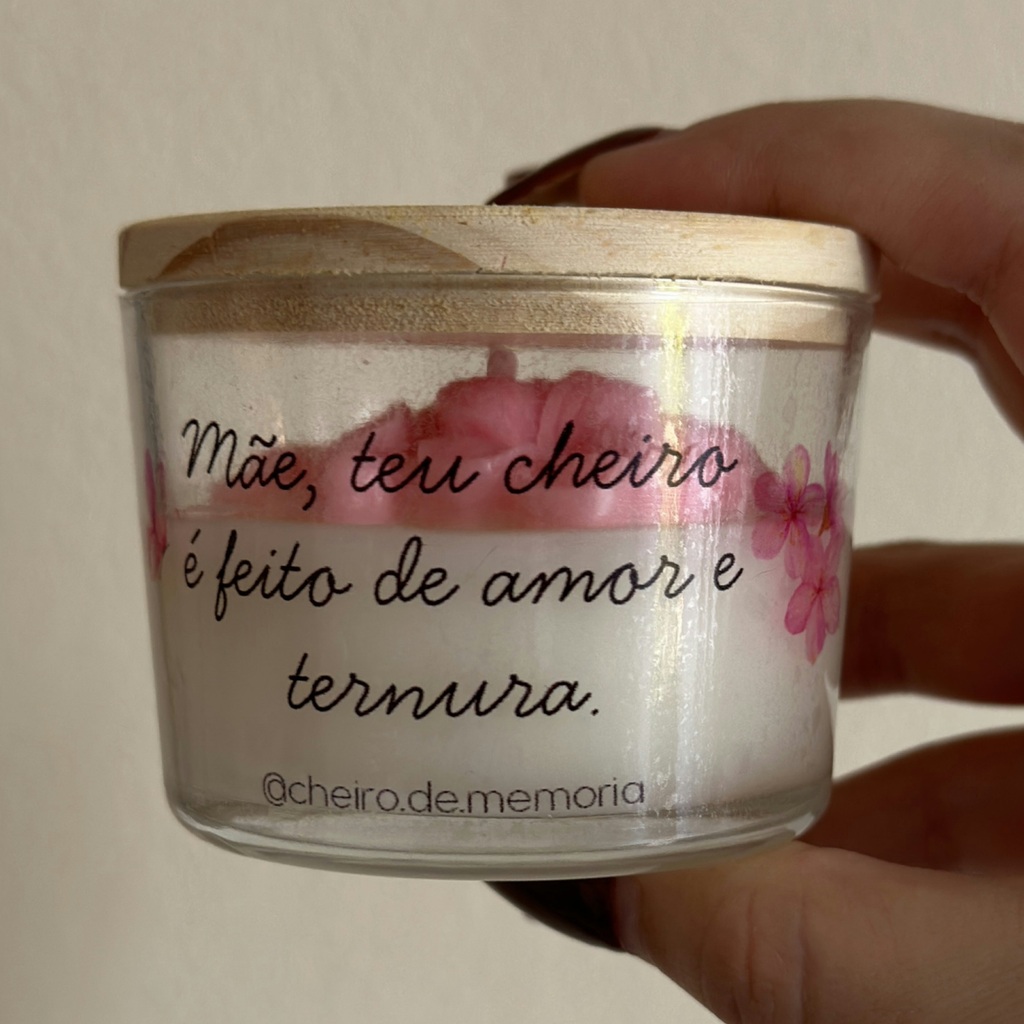 Mãe, teu cheiro
é feito de amor e
ternura.
@cheiro.de.memoria